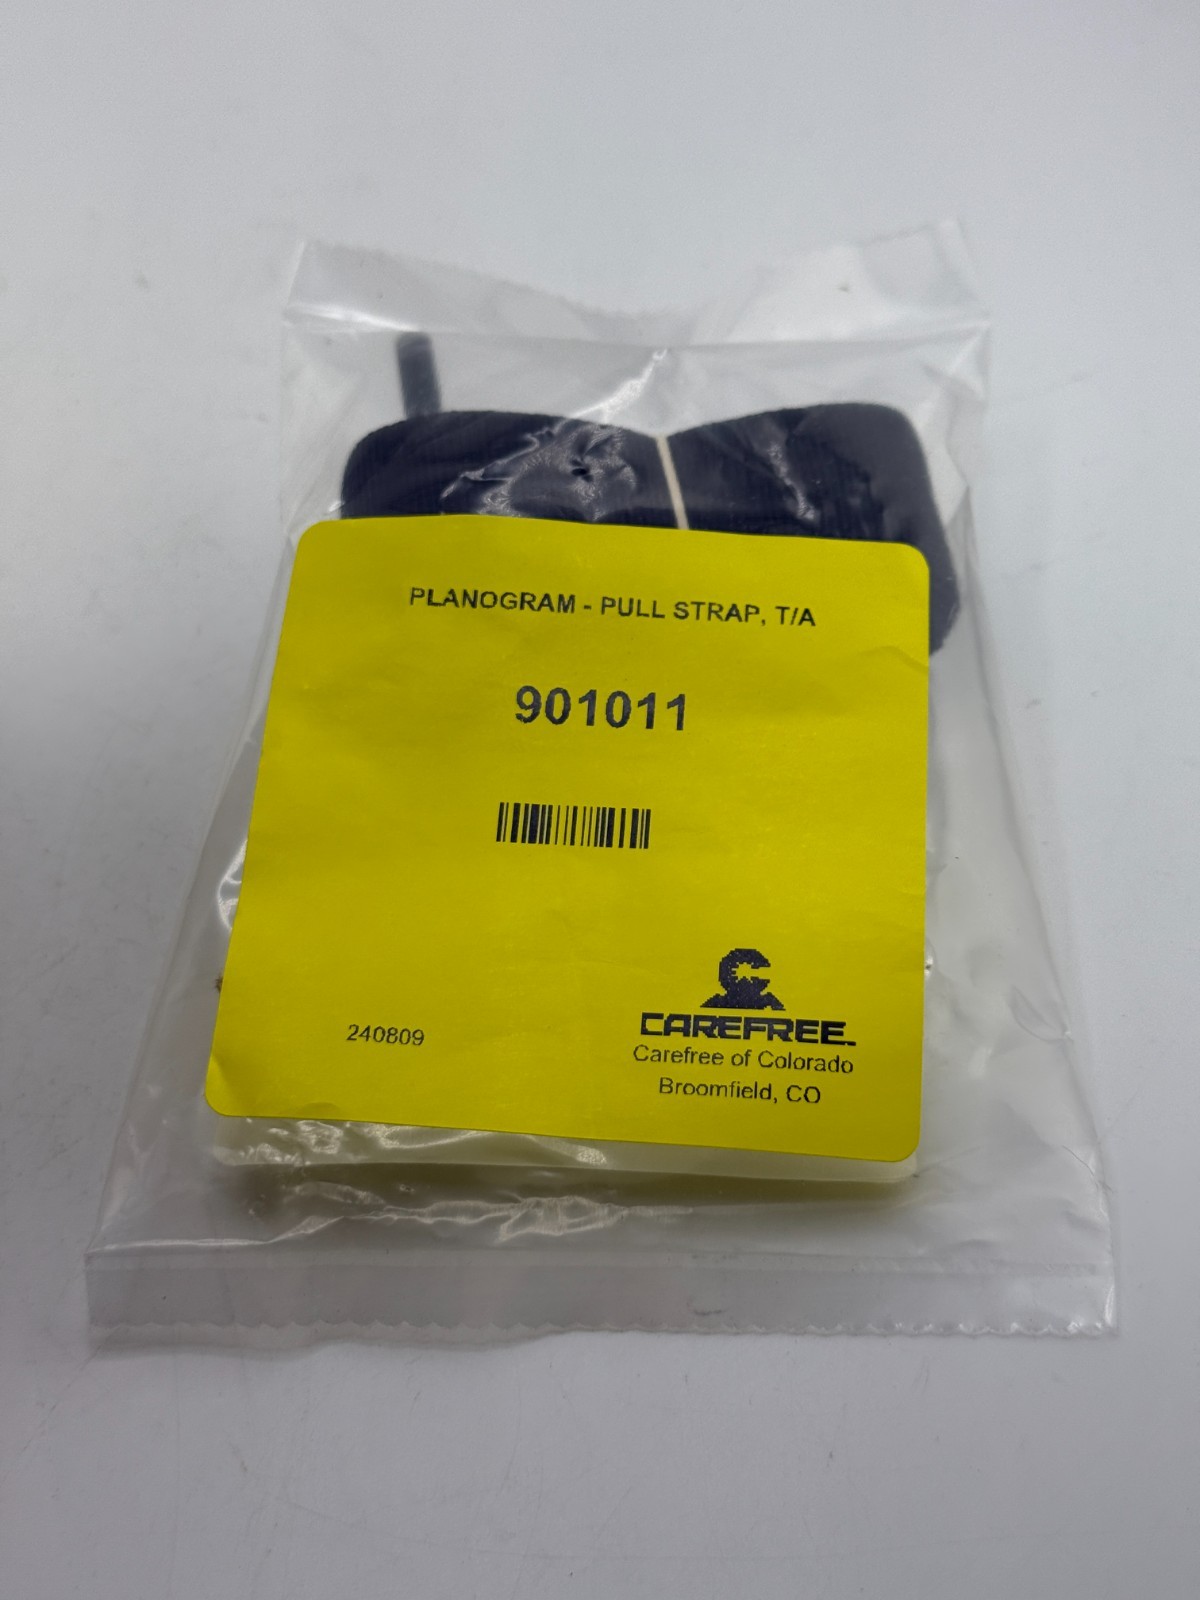 PLANOGRAM - PULL STRAP, T/A
901011
240809
CAREFREE
Carefree of Colorado
Broomfield, CO